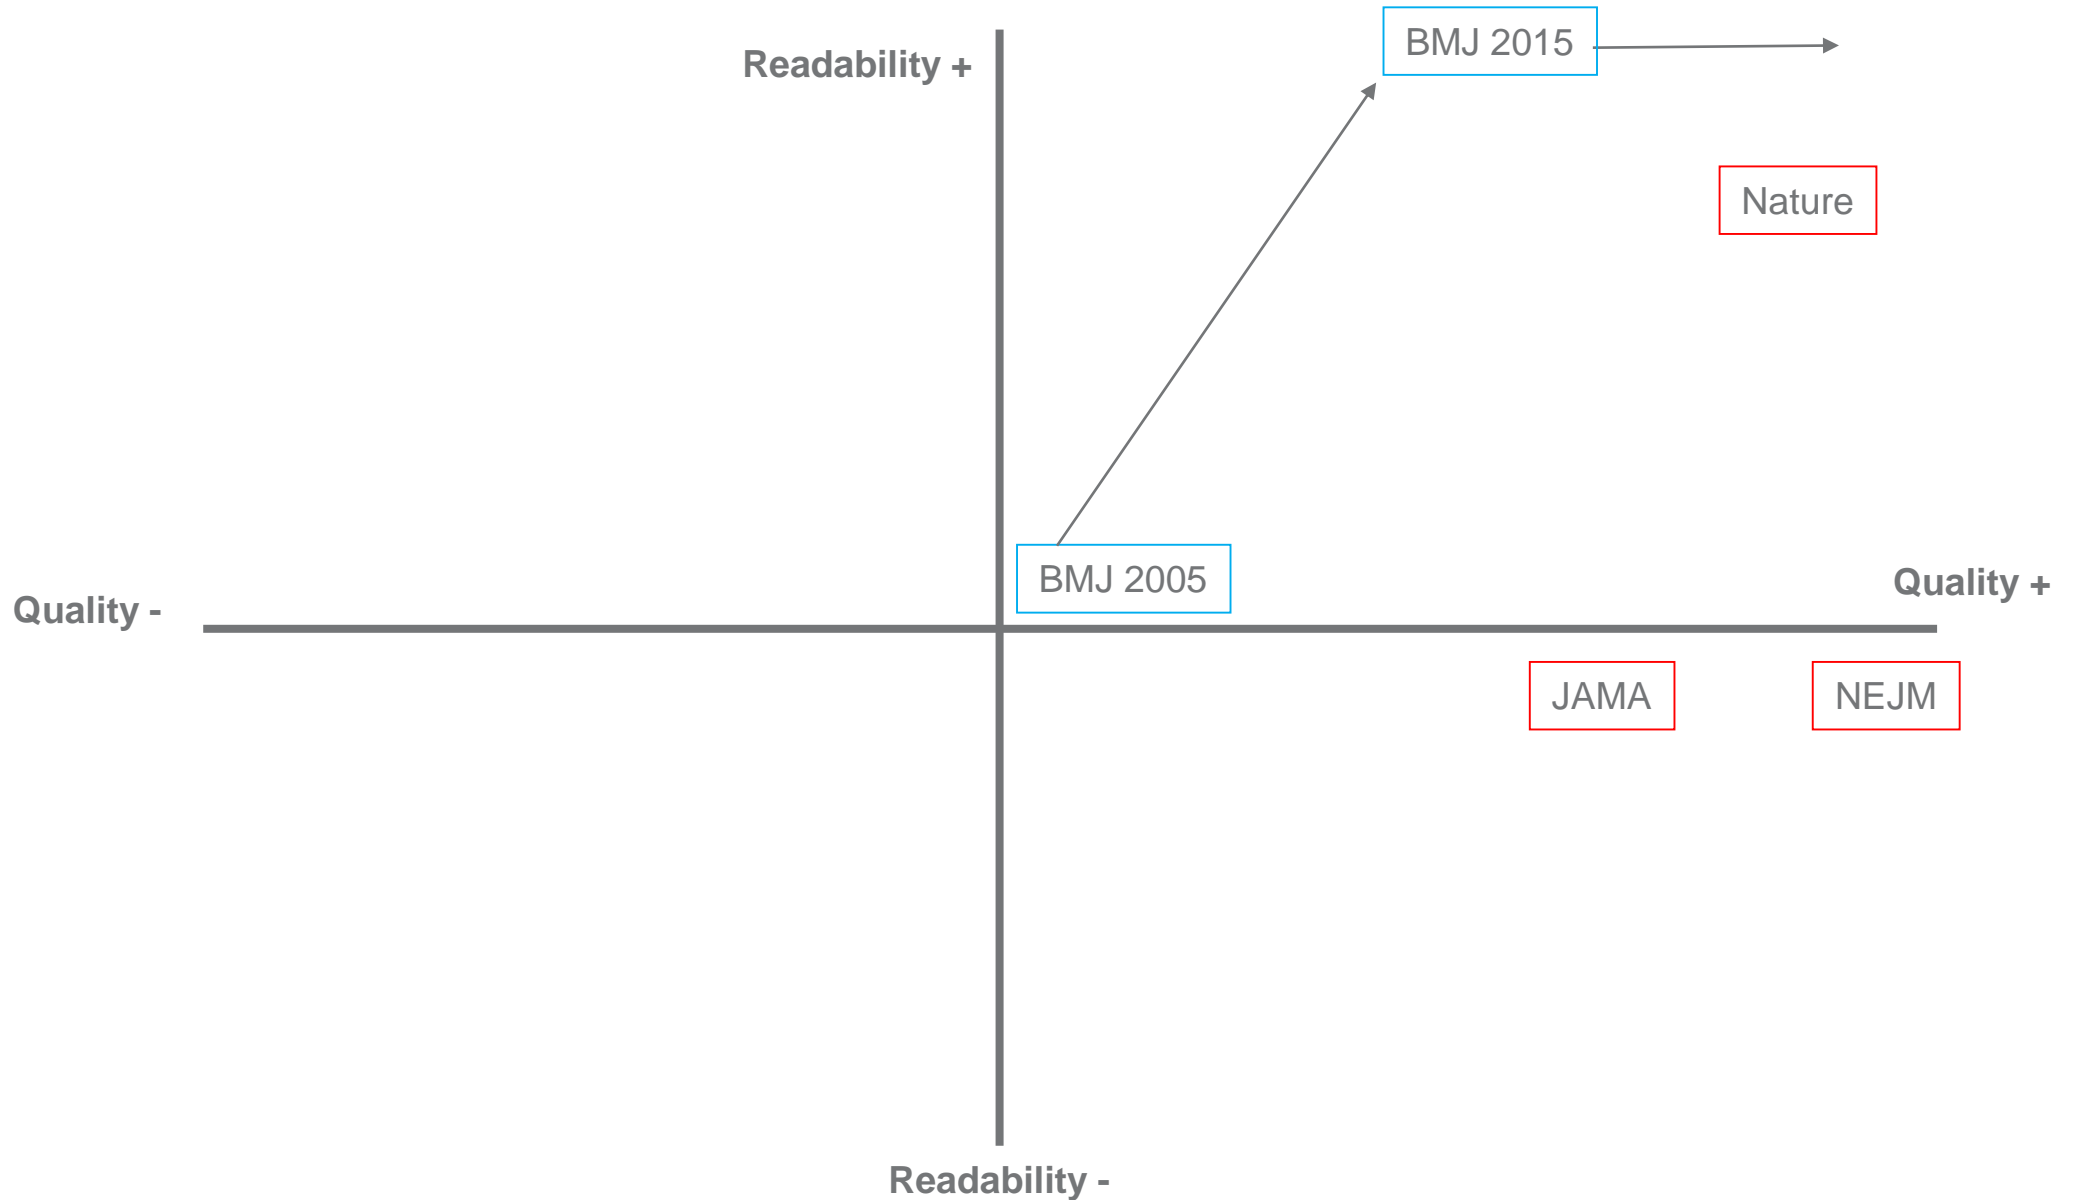 BMJ 2015
Readability +
Nature
BMJ 2005
Quality +
Quality -
JAMA
NEJM
Readability -